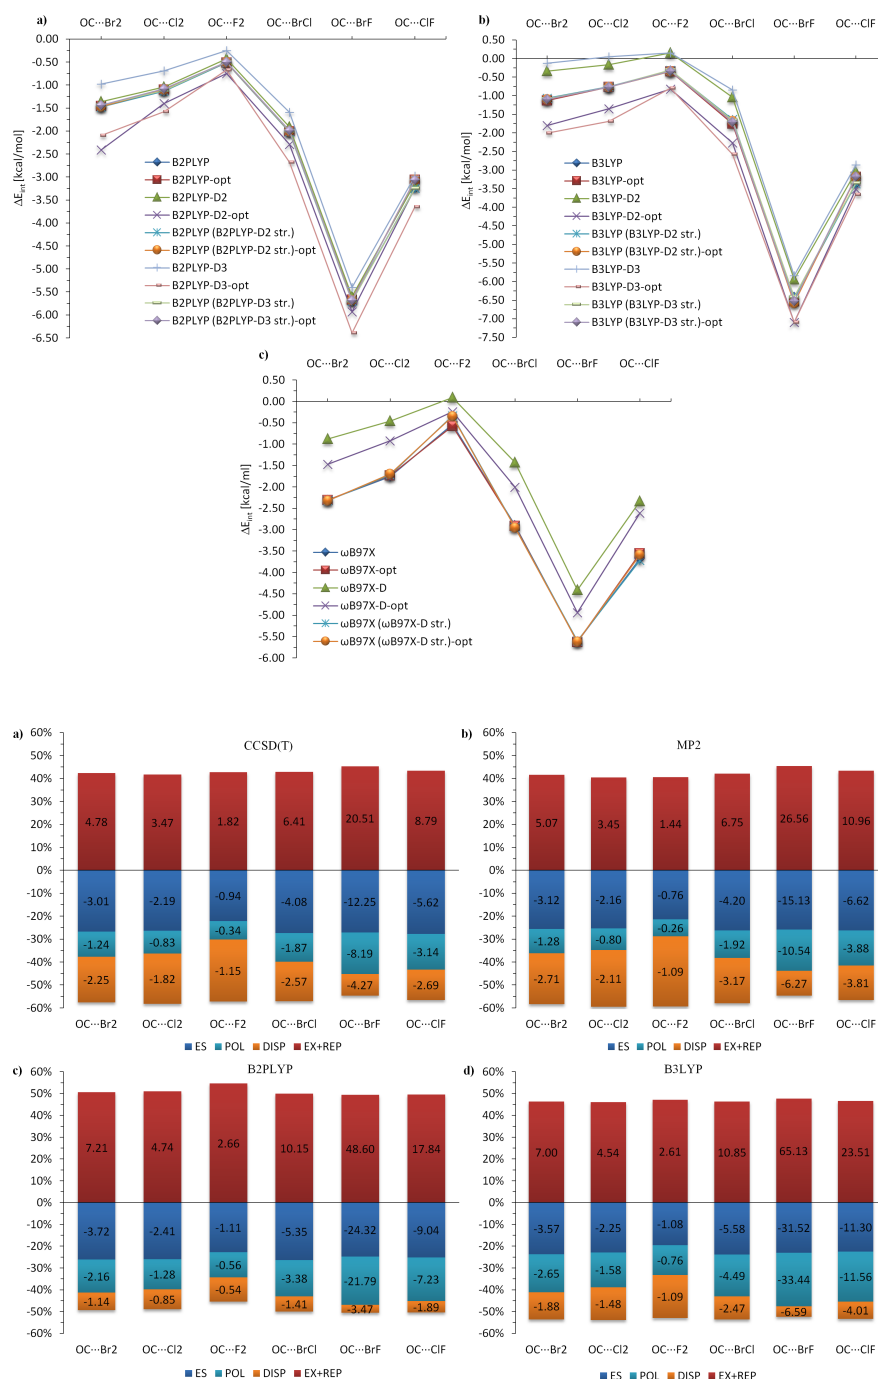 a)
OC···Br2 OC···Cl2 OC···F2 OC···BrCl OC···BrF OC···ClF
0.00
-0.50
-1.00
-1.50
-2.00
-2.50
-3.00
-3.50
-4.00
-4.50
-5.00
-5.50
-6.00
-6.50
ΔEint [kcal/mol]
B2PLYP
B2PLYP-opt
B2PLYP-D2
B2PLYP-D2-opt
B2PLYP (B2PLYP-D2 str.)
B2PLYP (B2PLYP-D2 str.)-opt
B2PLYP-D3
B2PLYP-D3-opt
B2PLYP (B2PLYP-D3 str.)
B2PLYP (B2PLYP-D3 str.)-opt
b)
OC···Br2 OC···Cl2 OC···F2 OC···BrCl OC···BrF OC···ClF
0.50
0.00
-0.50
-1.00
-1.50
-2.00
-2.50
-3.00
-3.50
-4.00
-4.50
-5.00
-5.50
-6.00
-6.50
-7.00
-7.50
ΔEint [kcal/mol]
B3LYP
B3LYP-opt
B3LYP-D2
B3LYP-D2-opt
B3LYP (B3LYP-D2 str.)
B3LYP (B3LYP-D2 str.)-opt
B3LYP-D3
B3LYP-D3-opt
B3LYP (B3LYP-D3 str.)
B3LYP (B3LYP-D3 str.)-opt
c)
OC···Br2 OC···Cl2 OC···F2 OC···BrCl OC···BrF OC···ClF
0.50
0.00
-0.50
-1.00
-1.50
-2.00
-2.50
-3.00
-3.50
-4.00
-4.50
-5.00
-5.50
-6.00
ΔEint [kcal/ml]
ωB97X
ωB97X-opt
ωB97X-D
ωB97X-D-opt
ωB97X (ωB97X-D str.)
ωB97X (ωB97X-D str.)-opt
a)
CCSD(T)
60%
50%
40%
30%
20%
10%
0%
-10%
-20%
-30%
-40%
-50%
-60%
4.78 3.47 1.82 6.41 20.51 8.79
-3.01 -2.19 -0.94 -4.08 -12.25 -5.62
-1.24 -0.83 -0.34 -1.87 -8.19 -3.14
-2.25 -1.82 -1.15 -2.57 -4.27 -2.69
OC···Br2 OC···Cl2 OC···F2 OC···BrCl OC···BrF OC···ClF
ES POL DISP EX+REP
b)
MP2
60%
50%
40%
30%
20%
10%
0%
-10%
-20%
-30%
-40%
-50%
-60%
5.07 3.45 1.44 6.75 26.56 10.96
-3.12 -2.16 -0.76 -4.20 -15.13 -6.62
-1.28 -0.80 -0.26 -1.92 -10.54 -3.88
-2.71 -2.11 -1.09 -3.17 -6.27 -3.81
OC···Br2 OC···Cl2 OC···F2 OC···BrCl OC···BrF OC···ClF
ES POL DISP EX+REP
c)
B2PLYP
60%
50%
40%
30%
20%
10%
0%
-10%
-20%
-30%
-40%
-50%
-60%
7.21 4.74 2.66 10.15 48.60 17.84
-3.72 -2.41 -1.11 -5.35 -24.32 -9.04
-2.16 -1.28 -0.56 -3.38 -21.79 -7.23
-1.14 -0.85 -0.54 -1.41 -3.47 -1.89
OC···Br2 OC···Cl2 OC···F2 OC···BrCl OC···BrF OC···ClF
ES POL DISP EX+REP
d)
B3LYP
60%
50%
40%
30%
20%
10%
0%
-10%
-20%
-30%
-40%
-50%
-60%
7.00 4.54 2.61 10.85 65.13 23.51
-3.57 -2.25 -1.08 -5.58 -31.52 -11.30
-2.65 -1.58 -0.76 -4.49 -33.44 -11.56
-1.88 -1.48 -1.09 -2.47 -6.59 -4.01
OC···Br2 OC···Cl2 OC···F2 OC···BrCl OC···BrF OC···ClF
ES POL DISP EX+REP